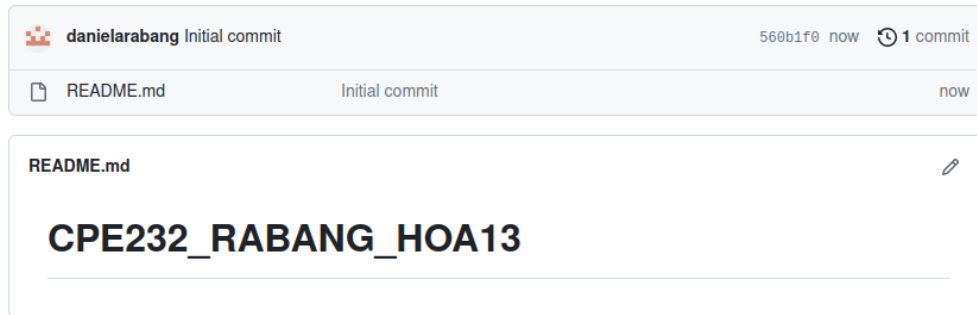 danielarabang Initial commit 560b1f0 now 1 commit
README.md Initial commit now
README.md
CPE232_RABANG_HOA13